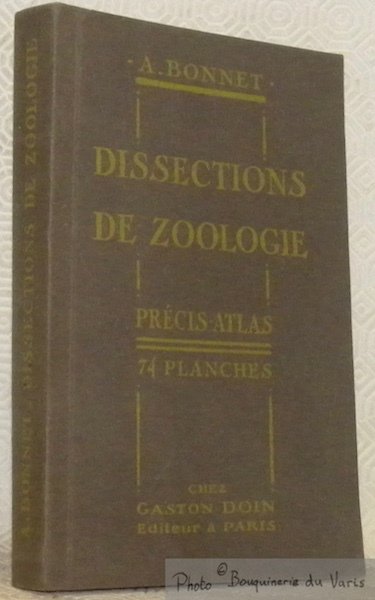 · A. BONNET ·
DISSECTIONS
DE ZOOLOGIE
PRÉCIS-ATLAS
74 PLANCHES
CHEZ
GASTON DOIN
Editeur à PARIS
A. BONNET. DISSECTIONS DE ZOOLOGIE
Photo © Bouquinerie du Varis